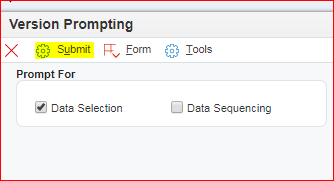 Version Prompting
Submit Form Tools
Prompt For
Data Selection Data Sequencing